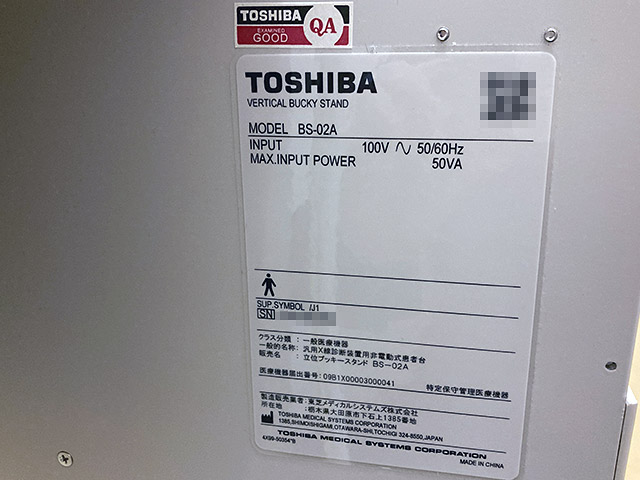 TOSHIBA
EXAMINED
GOOD
QA
TOSHIBA
VERTICAL BUCKY STAND
MODEL BS-02A
INPUT 100V ∿ 50/60Hz
MAX.INPUT POWER 50VA
SUP.SYMBOL /J1
SN
クラス分類:一般医療機器
一般的名称:汎用X線診断装置用非電動式患者台
販売名:立位ブッキースタンド BS-02A
医療機器届出番号:09B1X00003000041 特定保守管理医療機器
製造販売業者:東芝メディカルシステムズ株式会社
所在地:栃木県大田原市下石上1385番地
TOSHIBA MEDICAL SYSTEMS CORPORATION
1385,SHIMOISHIGAMI,OTAWARA-SHI,TOCHIGI 324-8550,JAPAN
TOSHIBA MEDICAL SYSTEMS CORPORATION
4X99-50354*B MADE IN CHINA